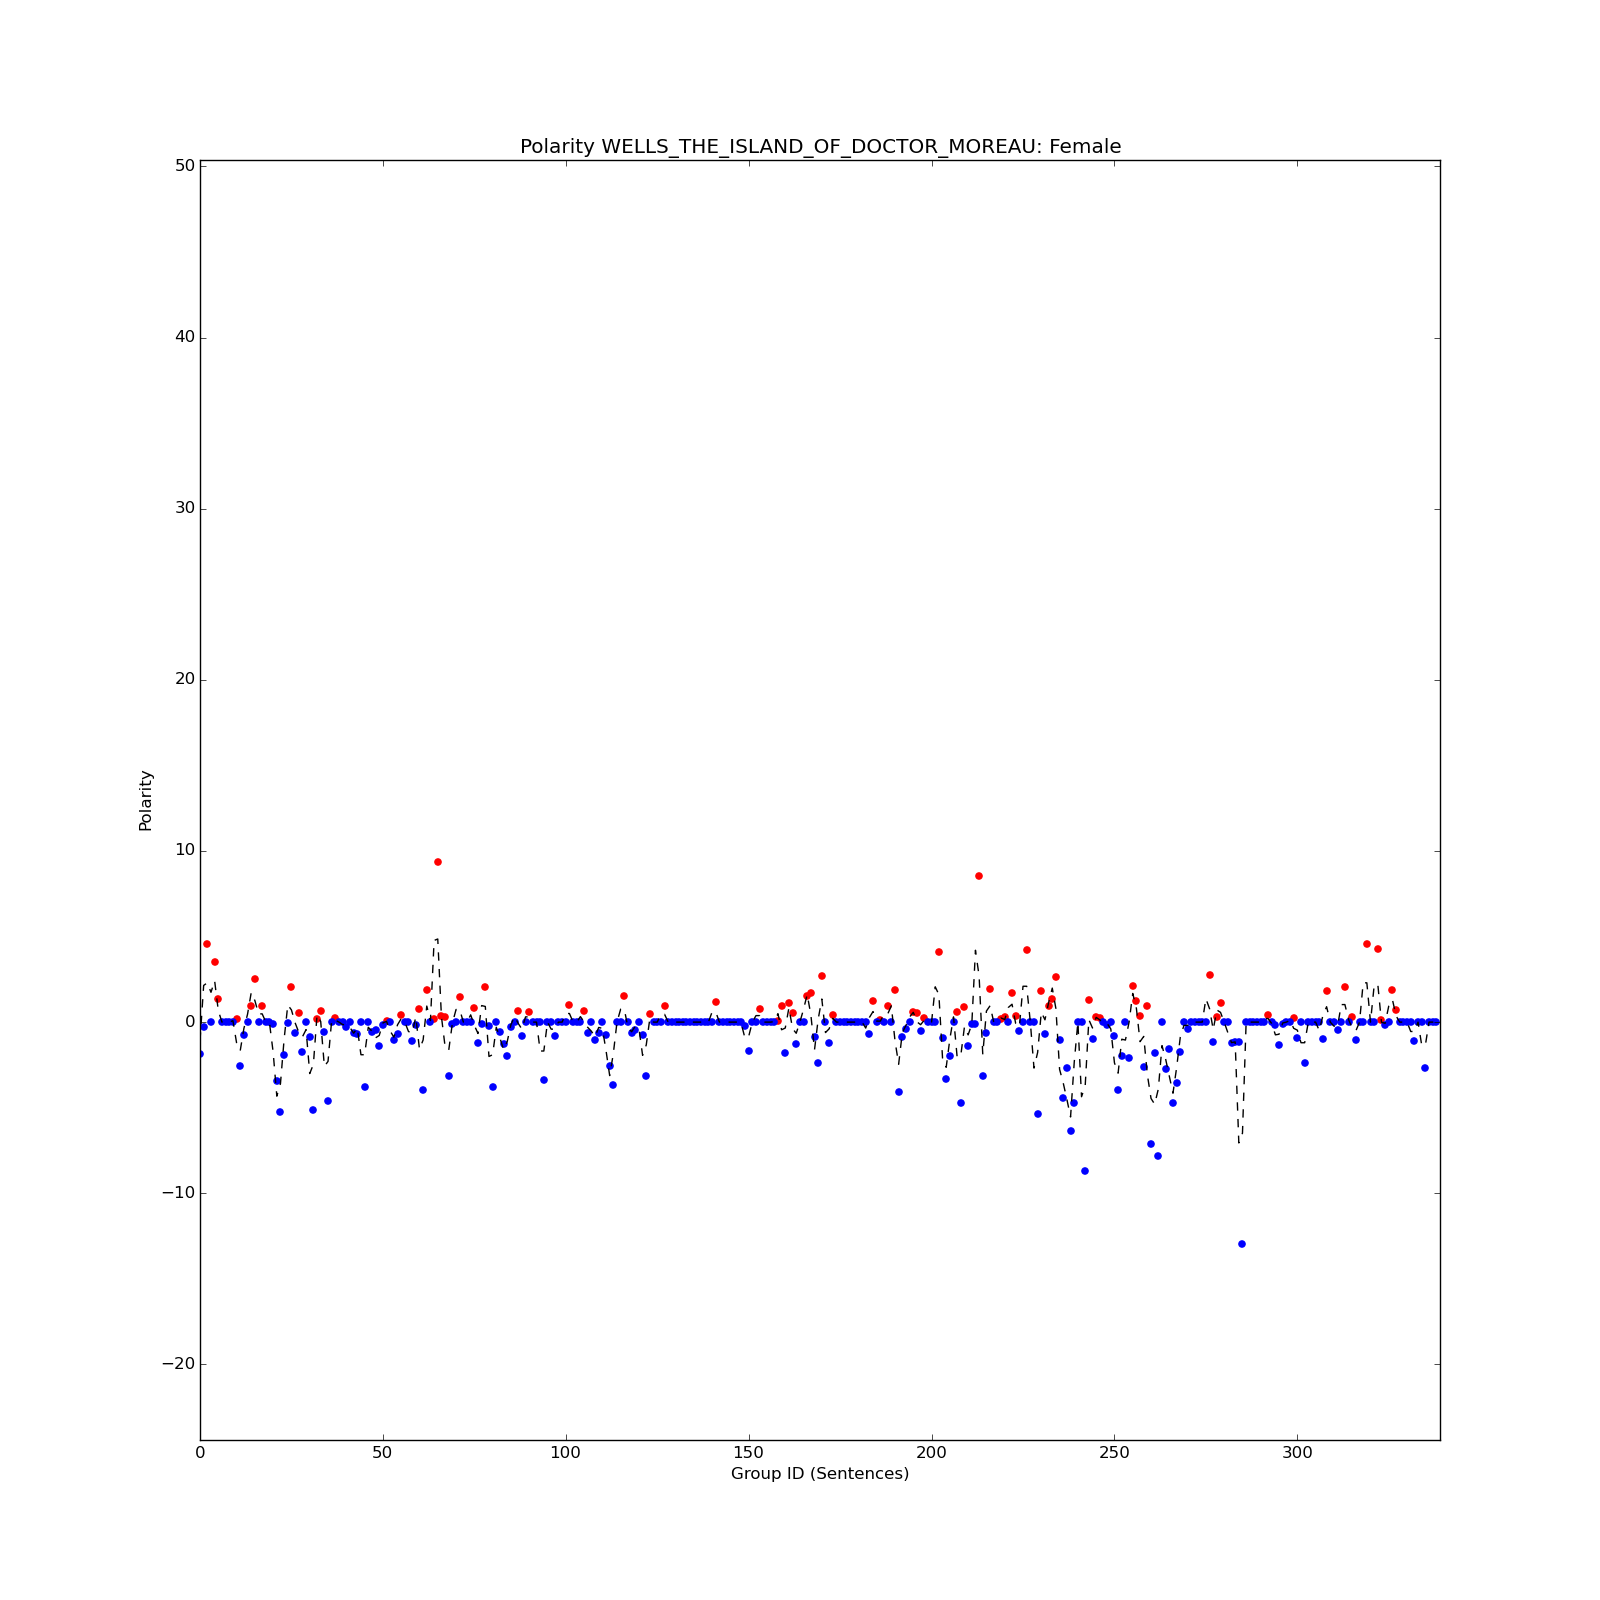 Polarity WELLS_THE_ISLAND_OF_DOCTOR_MOREAU: Female
50
40
30
20
10
0
−10
−20
Polarity
0 50 100 150 200 250 300
Group ID (Sentences)